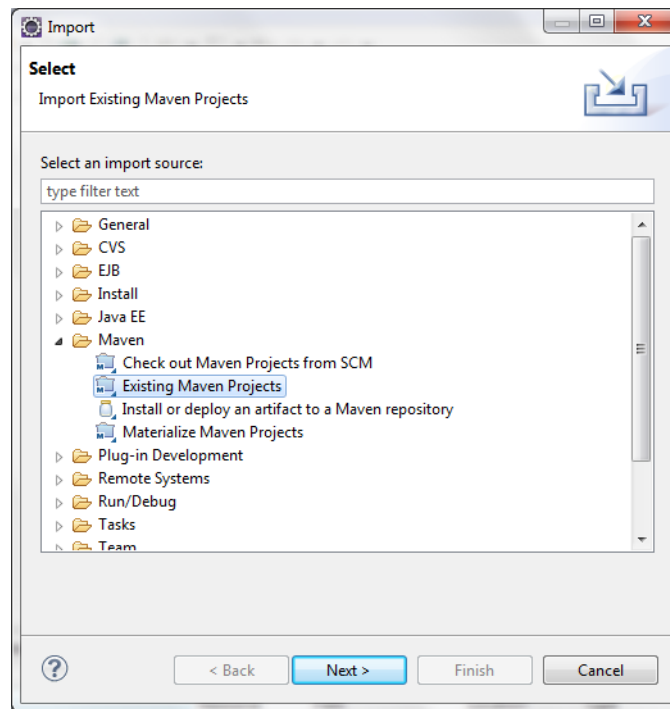 Import
Select
Import Existing Maven Projects
Select an import source:
type filter text
General
CVS
EJB
Install
Java EE
Maven
Check out Maven Projects from SCM
Existing Maven Projects
Install or deploy an artifact to a Maven repository
Materialize Maven Projects
Plug-in Development
Remote Systems
Run/Debug
Tasks
Team
< Back Next > Finish Cancel